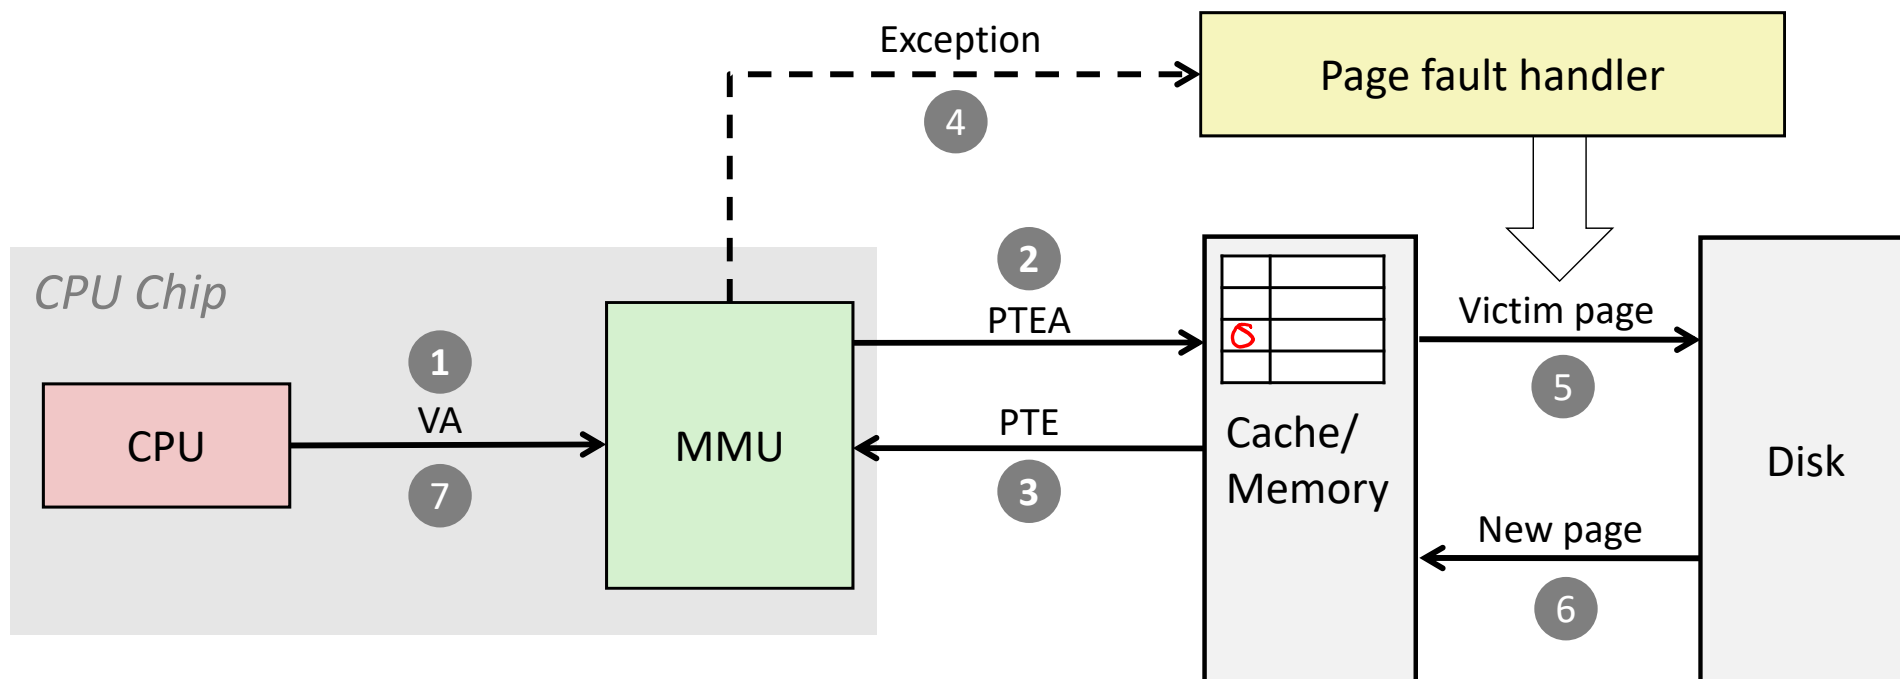 Exception
Page fault handler
4
CPU Chip
2
PTEA
Victim page
1
VA
5
CPU
MMU
PTE
Cache/
Memory
Disk
7
3
New page
6